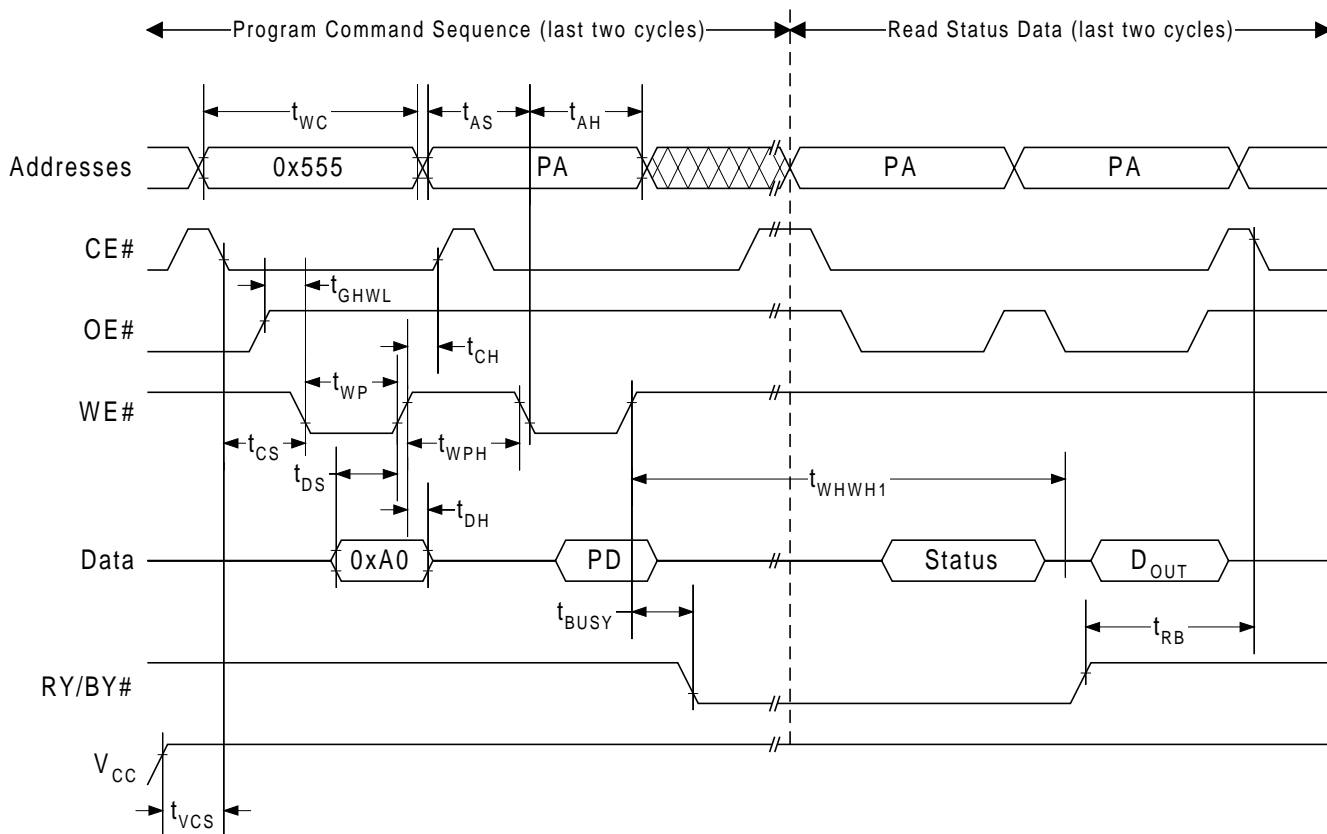 Program Command Sequence (last two cycles) Read Status Data (last two cycles)
tWC tAS tAH
Addresses 0x555 PA PA PA
CE#
tGHWL
OE#
tCH
tWP
WE#
tCS tWPH
tDS tWHWH1
tDH
Data 0xA0 PD Status DOUT
tBUSY tRB
RY/BY#
VCC
tVCS